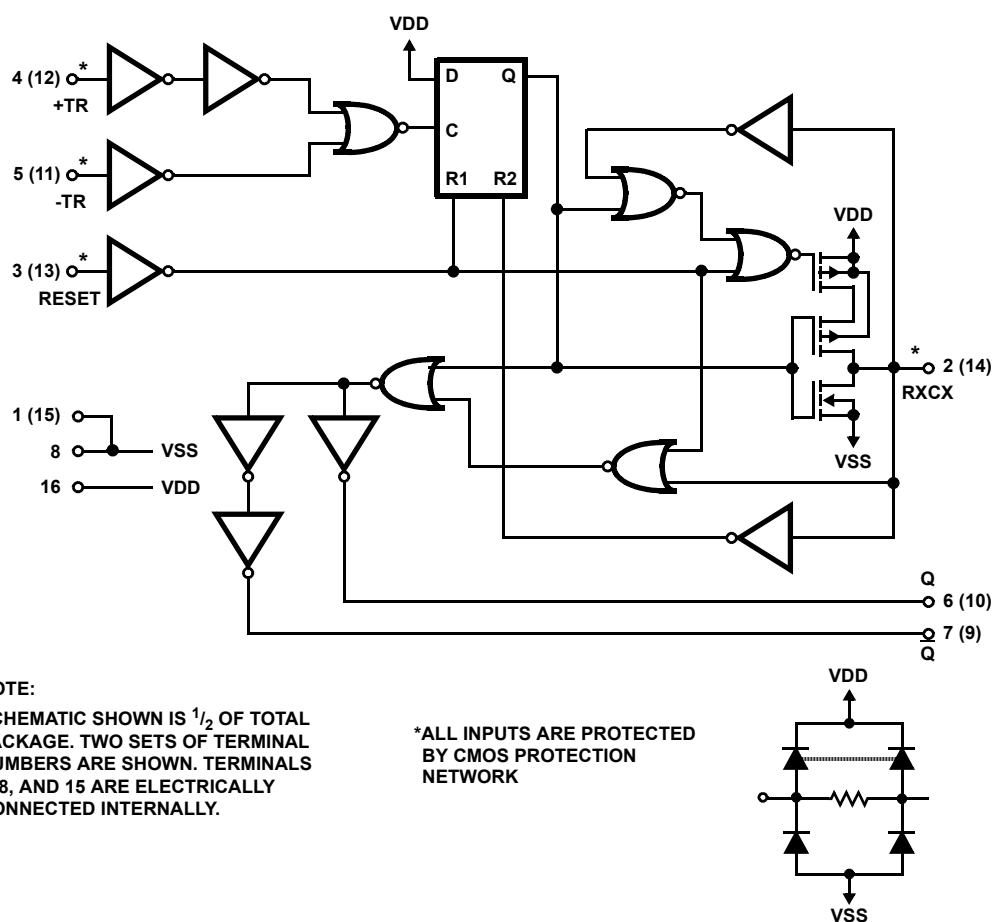 VDD
4 (12) *
+TR
D Q
C
R1 R2
5 (11) *
-TR
3 (13) *
RESET
VDD
*
2 (14)
RXCX
VSS
1 (15)
8 VSS
16 VDD
Q
6 (10)
7 (9)
Q
OTE:
CHEMATIC SHOWN IS 1/2 OF TOTAL
ACKAGE. TWO SETS OF TERMINAL
UMBERS ARE SHOWN. TERMINALS
8, AND 15 ARE ELECTRICALLY
ONNECTED INTERNALLY.
*ALL INPUTS ARE PROTECTED
BY CMOS PROTECTION
NETWORK
VDD
VSS